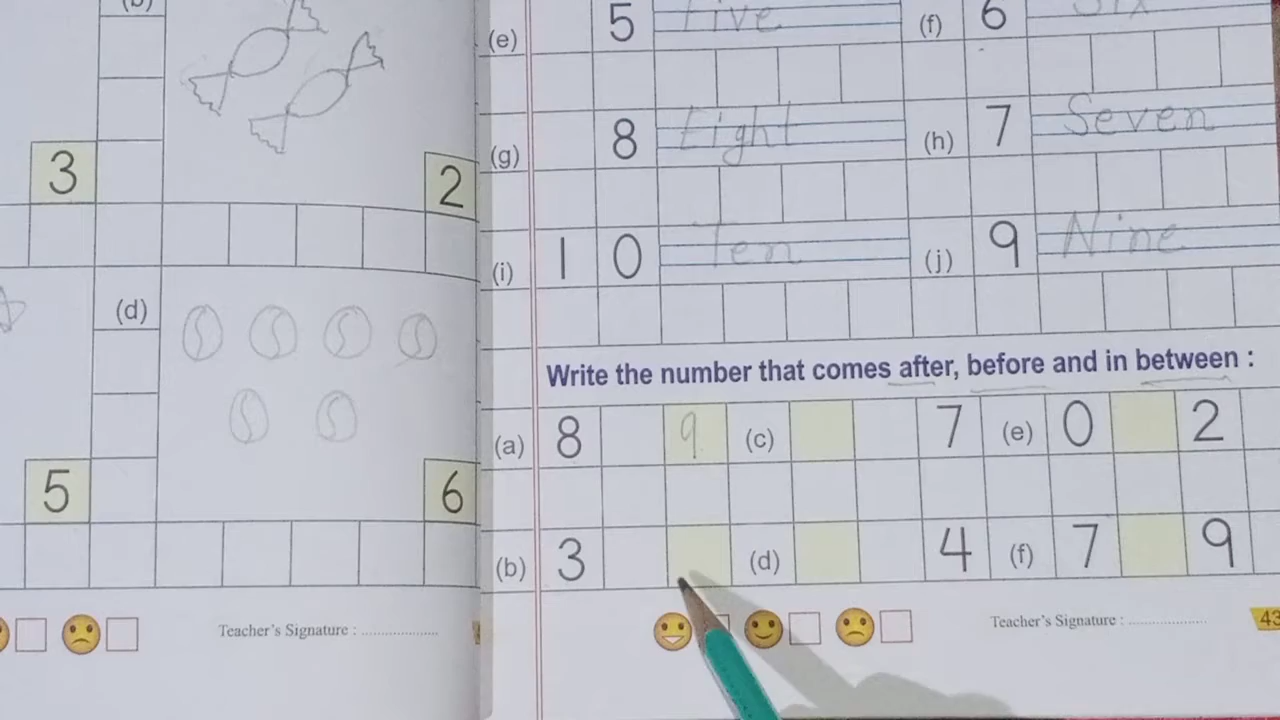 (b)
3
2
(d)
5
6
Teacher's Signature : ....................
(e) 5 Five (f) 6 Six
(g) 8 Eight (h) 7 Seven
(i) 10 Ten (j) 9 Nine
Write the number that comes after, before and in between :
(a) 8 9 (c) 7 (e) 0 2
(b) 3 (d) 4 (f) 7 9
Teacher's Signature : ....................
43